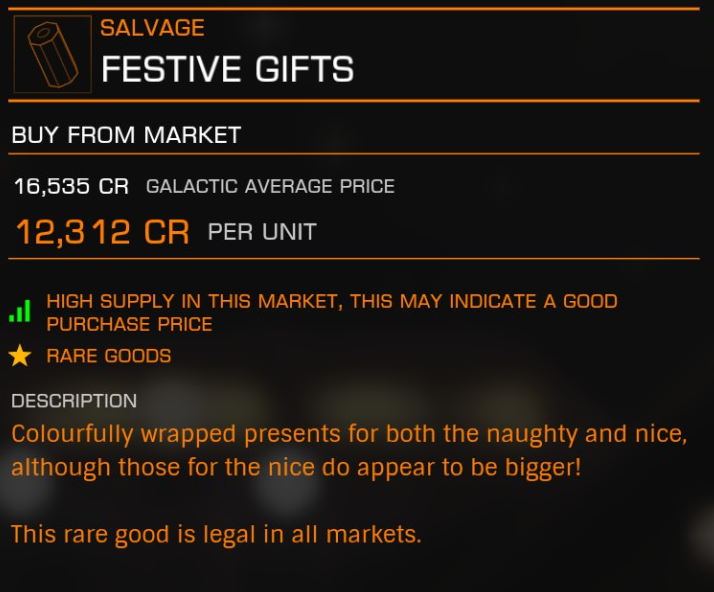 SALVAGE
FESTIVE GIFTS
BUY FROM MARKET
16,535 CR GALACTIC AVERAGE PRICE
12,312 CR PER UNIT
HIGH SUPPLY IN THIS MARKET, THIS MAY INDICATE A GOOD
PURCHASE PRICE
RARE GOODS
DESCRIPTION
Colourfully wrapped presents for both the naughty and nice,
although those for the nice do appear to be bigger!
This rare good is legal in all markets.